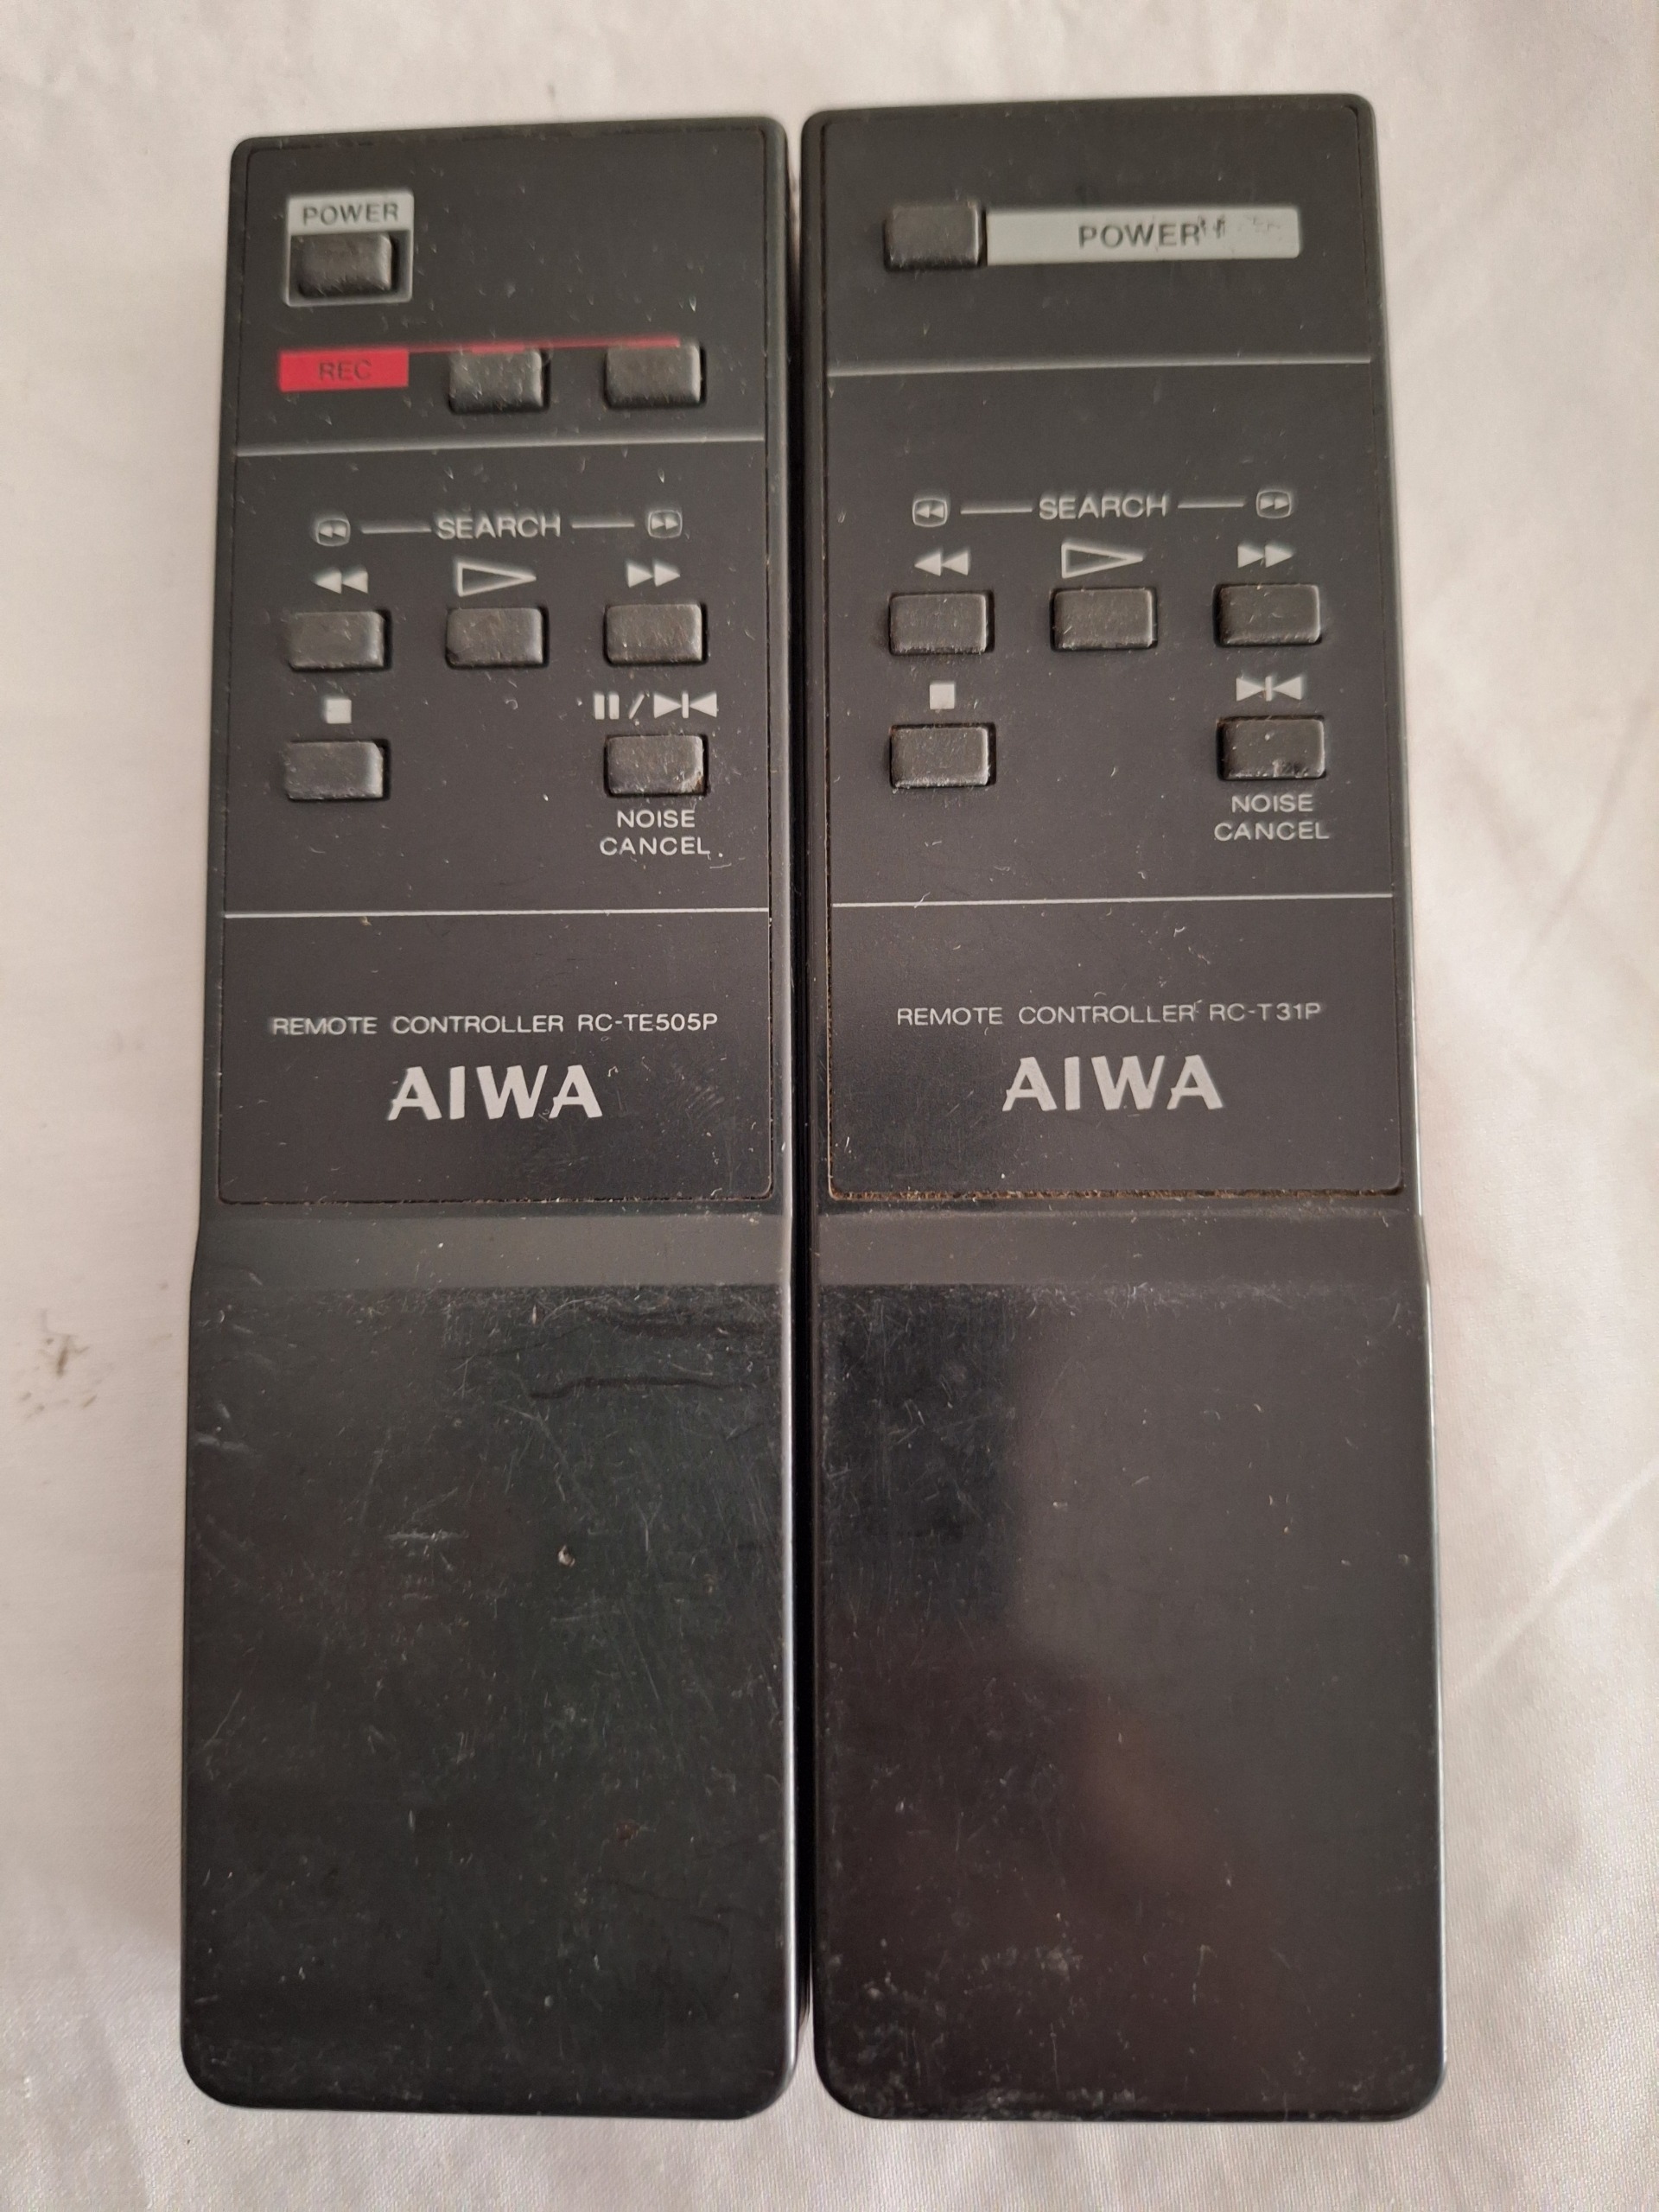 POWER
REC
SEARCH
NOISE
CANCEL
REMOTE CONTROLLER RC-TE505P
AIWA
POWER
SEARCH
NOISE
CANCEL
REMOTE CONTROLLER RC-T31P
AIWA